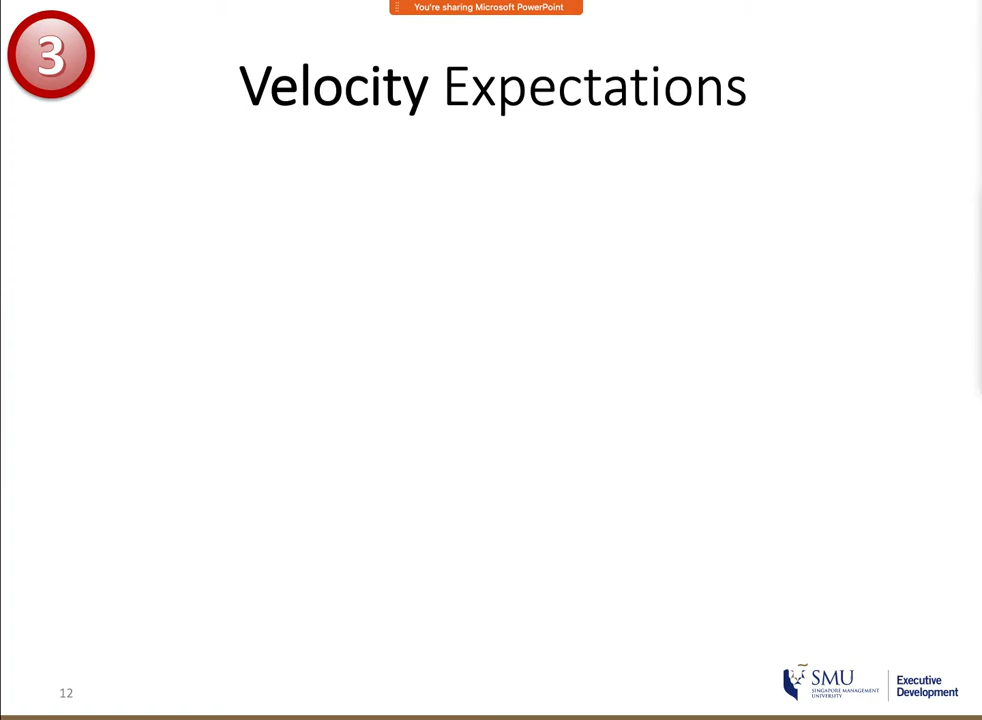 You're sharing Microsoft PowerPoint
3
Velocity Expectations
12
SMU
SINGAPORE MANAGEMENT
UNIVERSITY
Executive
Development